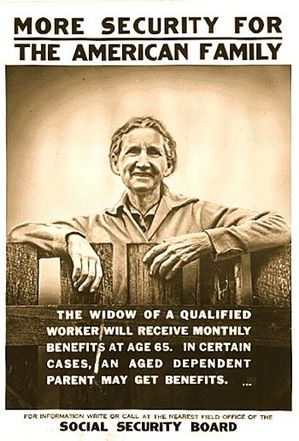 MORE SECURITY FOR
THE AMERICAN FAMILY
THE WIDOW OF A QUALIFIED
WORKER WILL RECEIVE MONTHLY
BENEFITS AT AGE 65. IN CERTAIN
CASES, AN AGED DEPENDENT
PARENT MAY GET BENEFITS. ...
FOR INFORMATION WRITE OR CALL AT THE NEAREST FIELD OFFICE OF THE
SOCIAL SECURITY BOARD